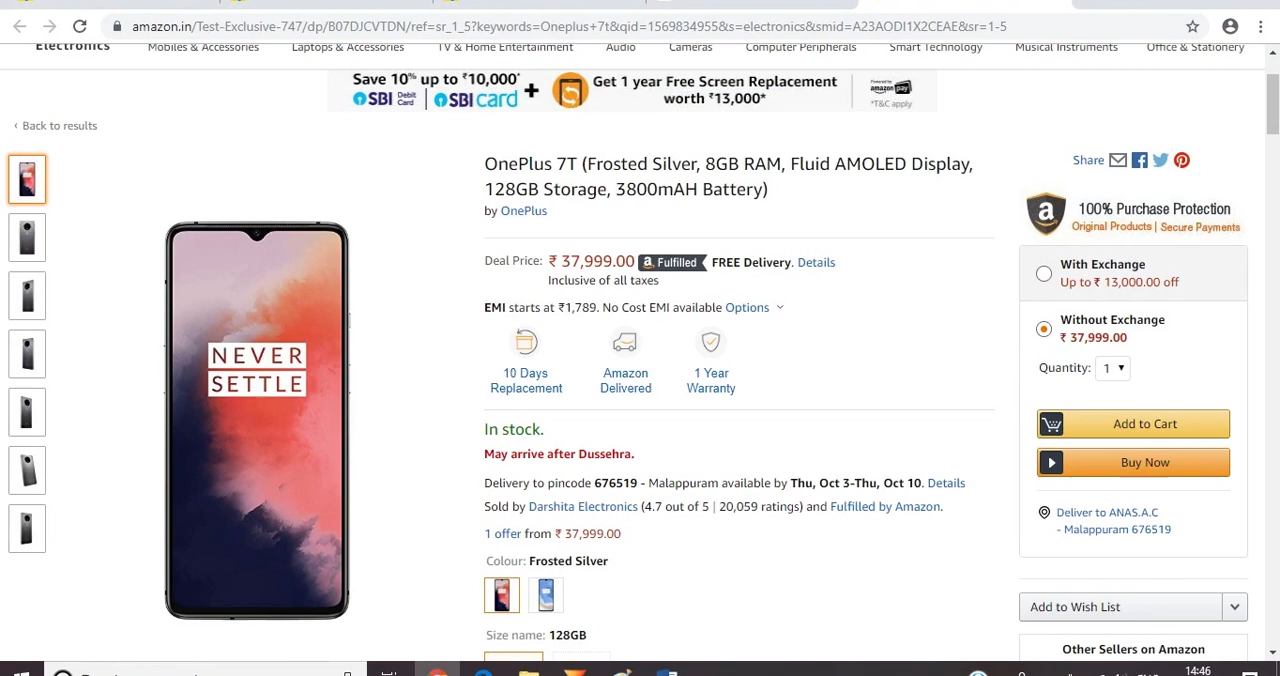 amazon.in/Test-Exclusive-747/dp/B07DJCVTDN/ref=sr_1_5?keywords=Oneplus+7t&qid=1569834955&s=electronics&smid=A23AODI1X2CEAE&sr=1-5
Electronics Mobiles & Accessories Laptops & Accessories TV & Home Entertainment Audio Cameras Computer Peripherals Smart Technology Musical Instruments Office & Stationery
Save 10% up to ₹10,000*
SBI Debit Card | SBI card
+
Get 1 year Free Screen Replacement
worth ₹13,000*
Powered by
amazon pay
*T&C apply
‹ Back to results
NEVER
SETTLE
OnePlus 7T (Frosted Silver, 8GB RAM, Fluid AMOLED Display,
128GB Storage, 3800mAH Battery)
by OnePlus
Deal Price: ₹ 37,999.00 a Fulfilled FREE Delivery. Details
Inclusive of all taxes
EMI starts at ₹1,789. No Cost EMI available Options
10 Days
Replacement
Amazon
Delivered
1 Year
Warranty
In stock.
May arrive after Dussehra.
Delivery to pincode 676519 - Malappuram available by Thu, Oct 3-Thu, Oct 10. Details
Sold by Darshita Electronics (4.7 out of 5 | 20,059 ratings) and Fulfilled by Amazon.
1 offer from ₹ 37,999.00
Colour: Frosted Silver
Size name: 128GB
Share
a 100% Purchase Protection
Original Products | Secure Payments
With Exchange
Up to ₹ 13,000.00 off
Without Exchange
₹ 37,999.00
Quantity: 1
Add to Cart
Buy Now
Deliver to ANAS.A.C
- Malappuram 676519
Add to Wish List
Other Sellers on Amazon
14:46